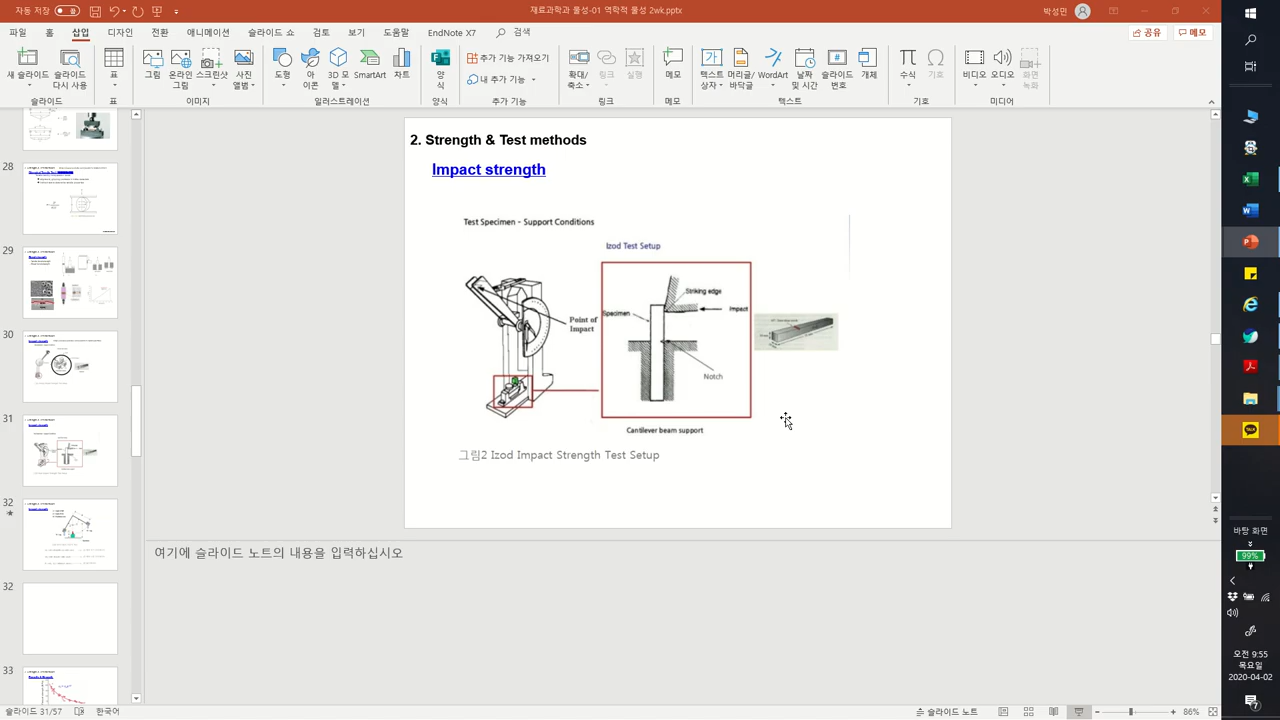 자동 저장
재료과학과 물성-01 역학적 물성 2wk.pptx
박성민
파일 홈 삽입 디자인 전환 애니메이션 슬라이드 쇼 검토 보기 도움말 EndNote X7 검색
공유 메모
새 슬라이드
슬라이드 다시 사용
표
그림
온라인 그림
스크린샷
사진 앨범
도형
아이콘
3D 모델
SmartArt
차트
양식
추가 기능 가져오기
내 추가 기능
확대/축소
링크
실행
메모
텍스트 상자
머리글/바닥글
WordArt
날짜 및 시간
슬라이드 번호
개체
수식
기호
비디오
오디오
화면 녹화
슬라이드 표 이미지 일러스트레이션 양식 추가 기능 링크 메모 텍스트 기호 미디어
28
29
30
31
32
32
33
2. Strength & Test methods
Impact strength
Test Specimen - Support Conditions
Izod Test Setup
Striking edge
Impact
Specimen
Point of
Impact
Notch
Cantilever beam support
그림2 Izod Impact Strength Test Setup
여기에 슬라이드 노트의 내용을 입력하십시오
슬라이드 31/57
한국어
슬라이드 노트
86%
바탕 화면
99%
오전 9:55
목요일
2020-04-02
7